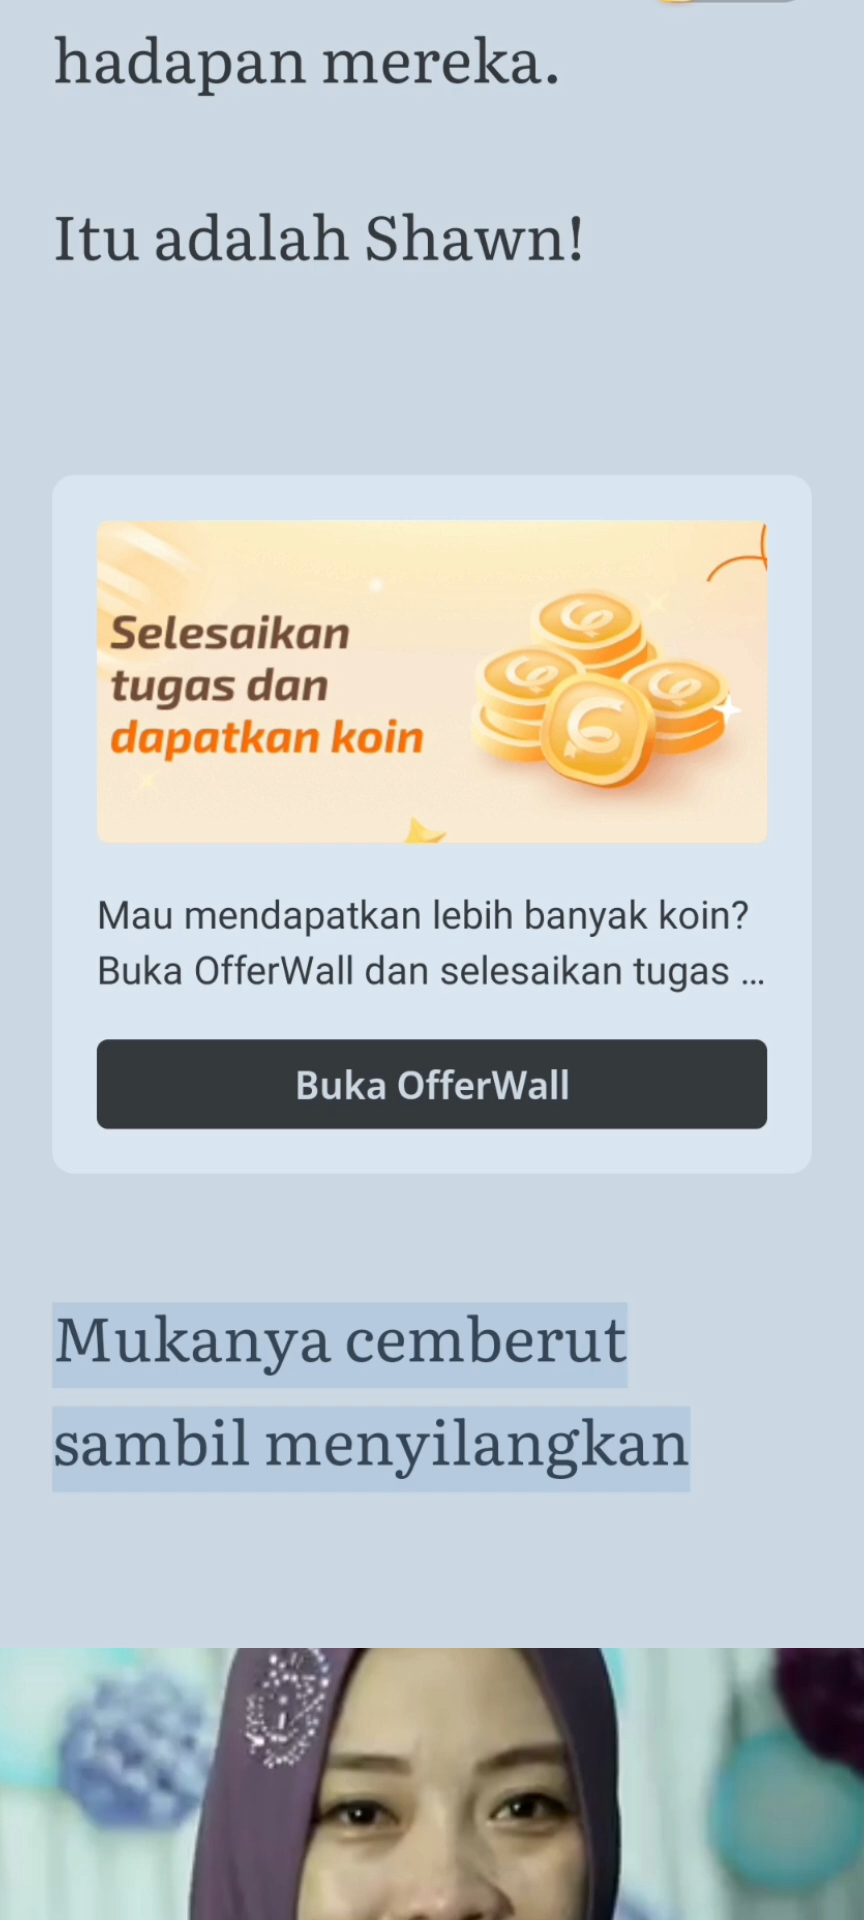 hadapan mereka.
Itu adalah Shawn!
Selesaikan
tugas dan
dapatkan koin
Mau mendapatkan lebih banyak koin?
Buka OfferWall dan selesaikan tugas ...
Buka OfferWall
Mukanya cemberut
sambil menyilangkan